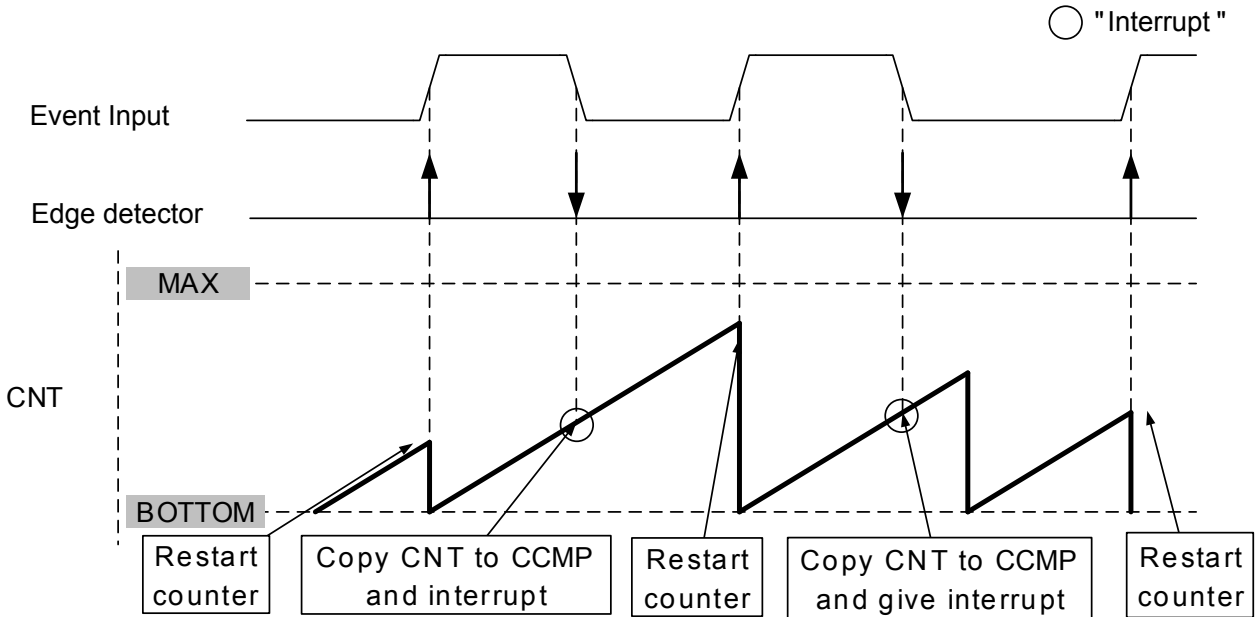 "Interrupt"
Event Input
Edge detector
MAX
CNT
BOTTOM
Restart
counter
Copy CNT to CCMP
and interrupt
Restart
counter
Copy CNT to CCMP
and give interrupt
Restart
counter